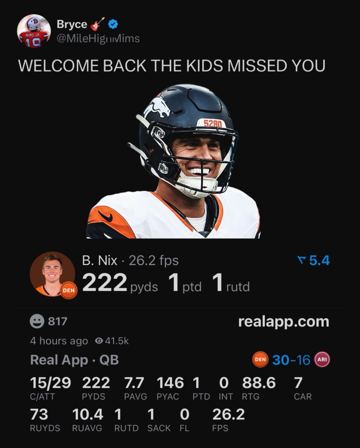 Bryce
@MileHighMims
WELCOME BACK THE KIDS MISSED YOU
5280
B. Nix · 26.2 fps
5.4
DEN
222 pyds 1 ptd 1 rutd
817
realapp.com
4 hours ago 41.5k
Real App · QB
DEN 30-16 ARI
15/29 222 7.7 146 1 0 88.6 7
C/ATT PYDS PAVG PYAC PTD INT RTG CAR
73 10.4 1 1 0 26.2
RUYDS RUAVG RUTD SACK FL FPS